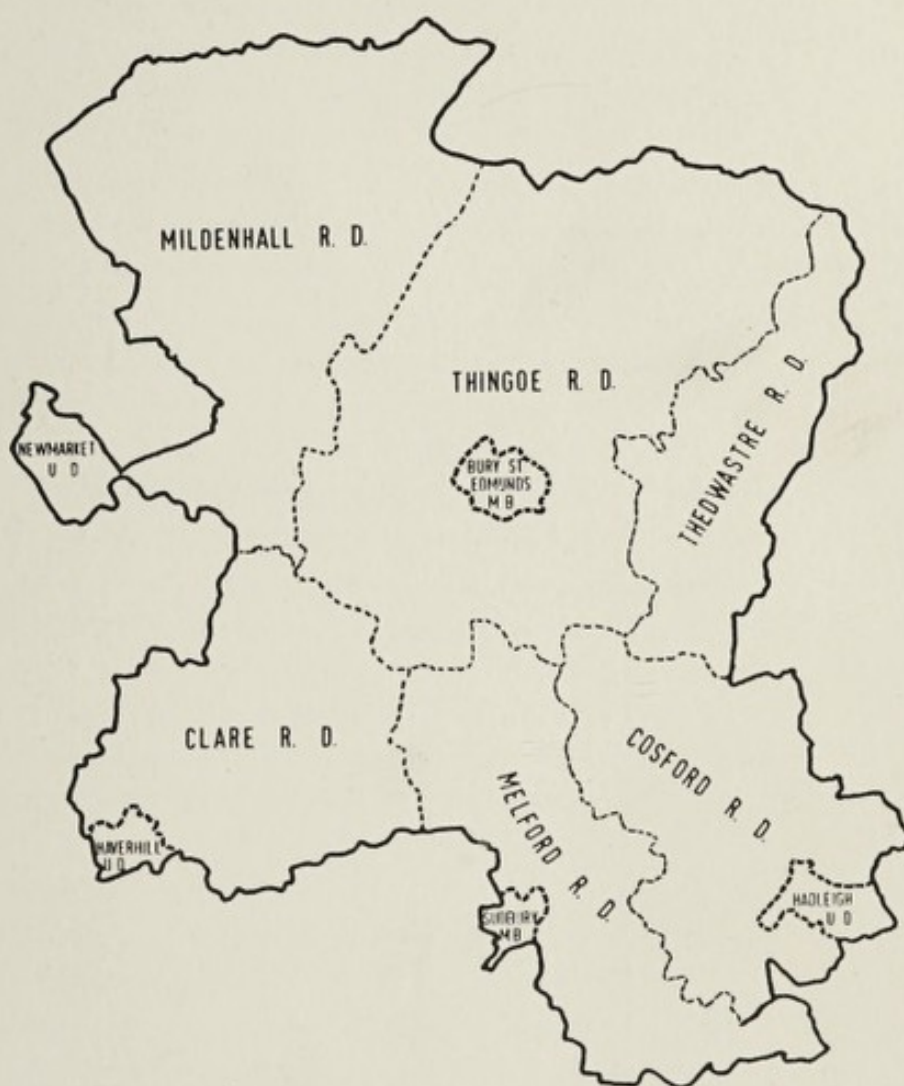 MILDENHALL R. D.
THINGOE R. D.
THEDWASTRE R. D.
NEWMARKET
U D
BURY ST
EDMUNDS
M B
CLARE R. D.
COSFORD R. D.
MELFORD R. D.
HAVERHILL
U D
SUDBURY
M B
HADLEIGH
U D